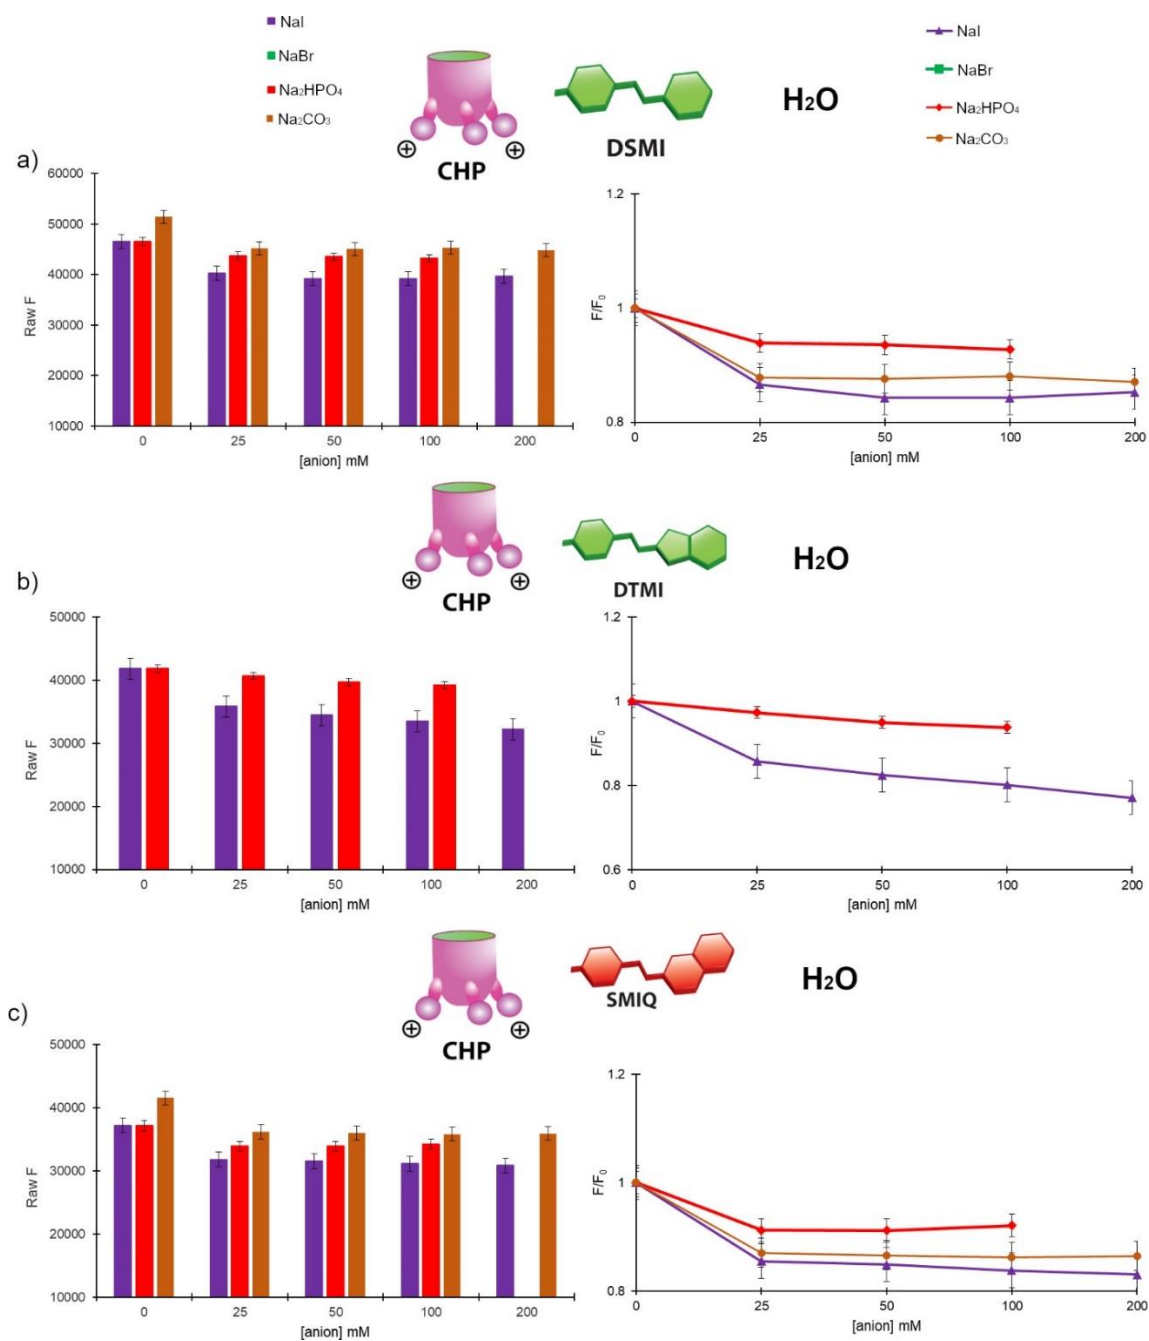 NaI
NaBr
Na₂HPO₄
Na₂CO₃
⊕ ⊕
CHP
DSMI
H₂O
NaI
NaBr
Na₂HPO₄
Na₂CO₃
a)
60000
50000
40000
30000
20000
10000
Raw F
0 25 50 100 200
[anion] mM
1.2
1
0.8
F/F₀
0 25 50 100 200
[anion] mM
⊕ ⊕
CHP
DTMI
H₂O
b)
50000
40000
30000
20000
10000
Raw F
0 25 50 100 200
[anion] mM
1.2
1
0.8
0.6
F/F₀
0 25 50 100 200
[anion] mM
⊕ ⊕
CHP
SMIQ
H₂O
c)
50000
40000
30000
20000
10000
Raw F
0 25 50 100 200
[anion] mM
1.2
1
0.8
F/F₀
0 25 50 100 200
[anion] mM